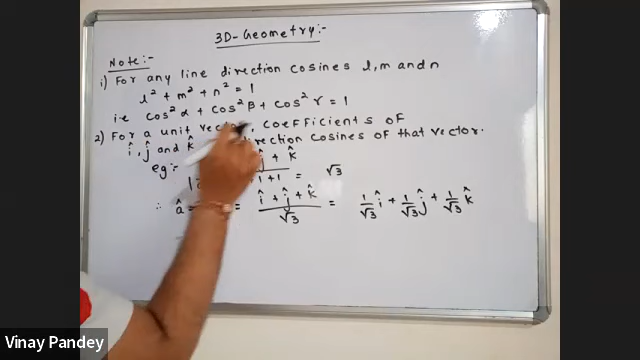 3D-Geometry:-
Note:-
i) For any line direction cosines l, m and n
l² + m² + n² = 1
i.e cos²α + cos²β + cos²γ = 1
2) For a unit vector, coefficients of
î, ĵ and k̂ direction cosines of that vector.
eg:- ĵ + k̂
1+1 = √3
∴ â = = î + ĵ + k̂ / √3 = 1/√3 î + 1/√3 ĵ + 1/√3 k̂
Vinay Pandey